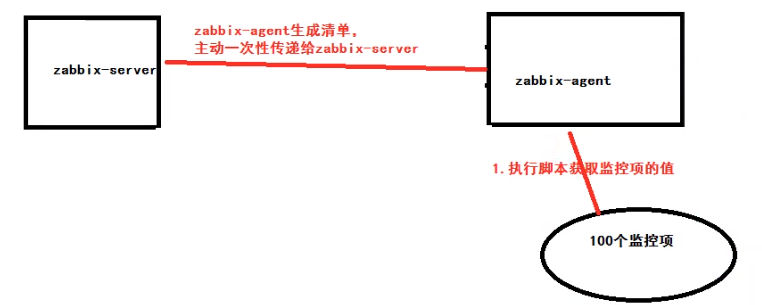 zabbix-agent生成清单,
主动一次性传递给zabbix-server
zabbix-server
zabbix-agent
1.执行脚本获取监控项的值
100个监控项